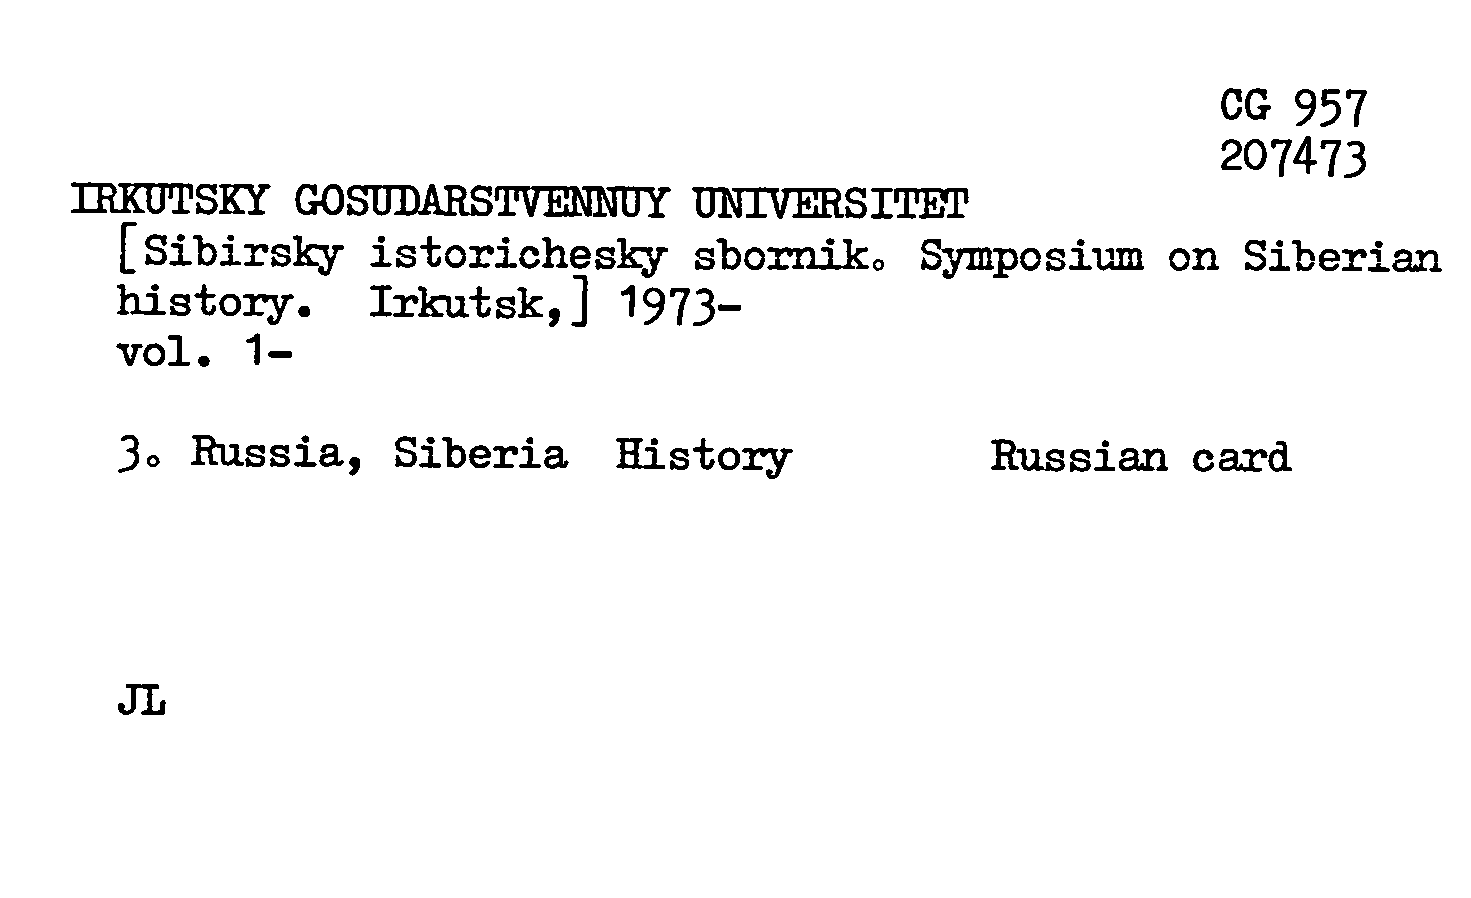 CG 957
207473
IRKUTSKY GOSUDARSTVENNUY UNIVERSITET
[Sibirsky istorichesky sbornik. Symposium on Siberian
history. Irkutsk,] 1973-
vol. 1-
3. Russia, Siberia History Russian card
JL